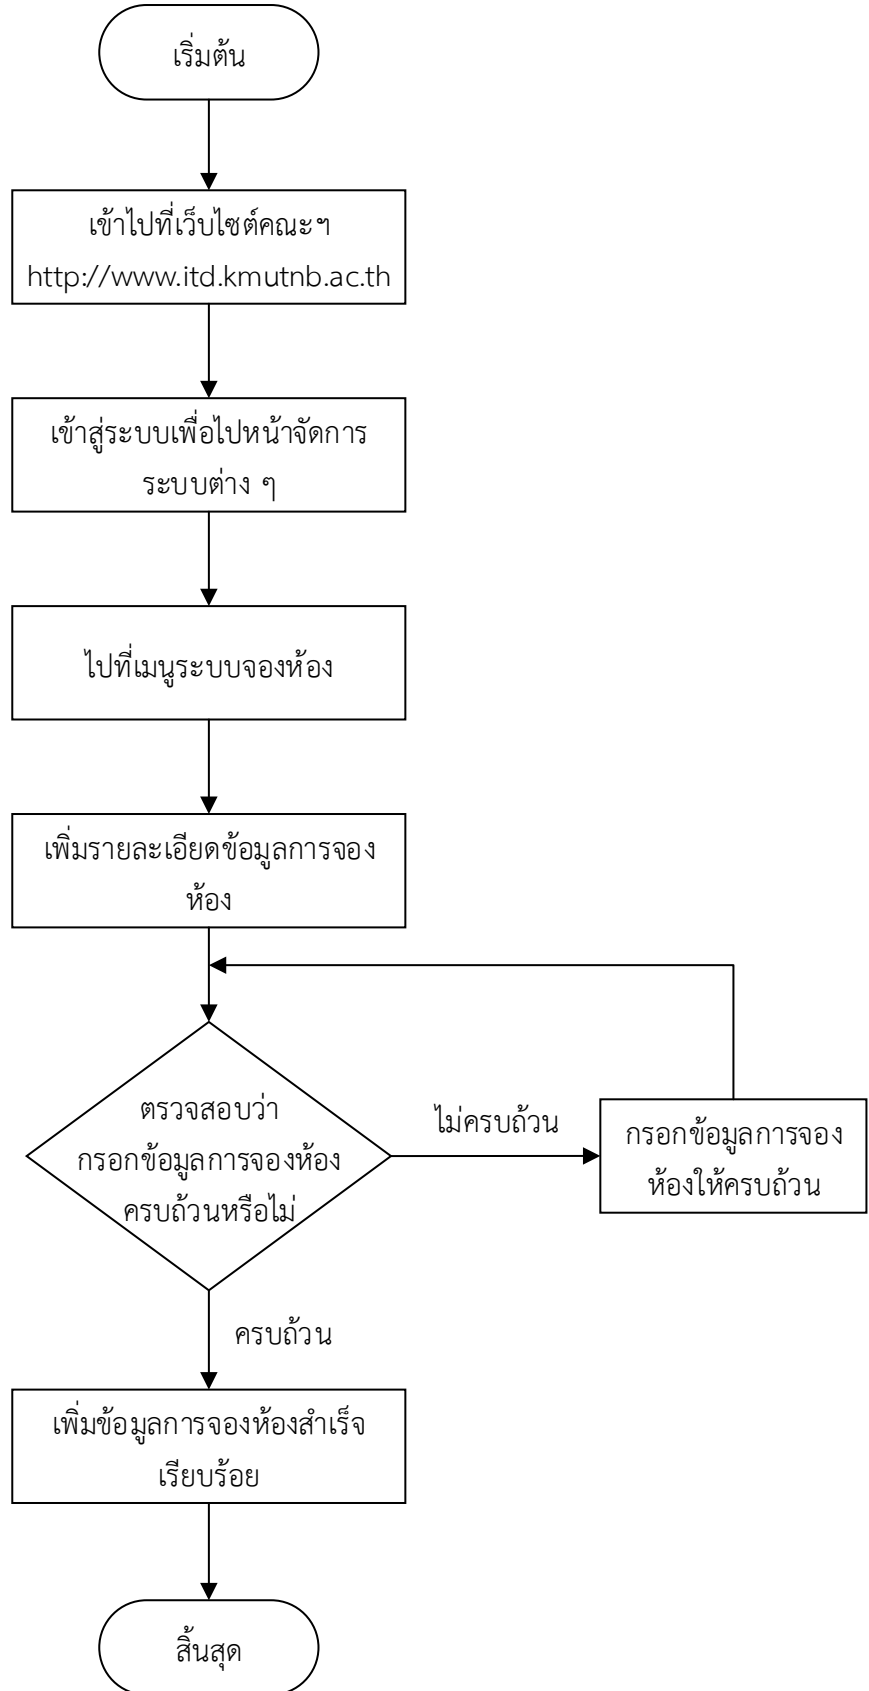 เริ่มต้น
เข้าไปที่เว็บไซต์คณะฯ
http://www.itd.kmutnb.ac.th
เข้าสู่ระบบเพื่อไปหน้าจัดการ
ระบบต่าง ๆ
ไปที่เมนูระบบจองห้อง
เพิ่มรายละเอียดข้อมูลการจอง
ห้อง
ตรวจสอบว่า
กรอกข้อมูลการจองห้อง
ครบถ้วนหรือไม่
ไม่ครบถ้วน
กรอกข้อมูลการจอง
ห้องให้ครบถ้วน
ครบถ้วน
เพิ่มข้อมูลการจองห้องสำเร็จ
เรียบร้อย
สิ้นสุด